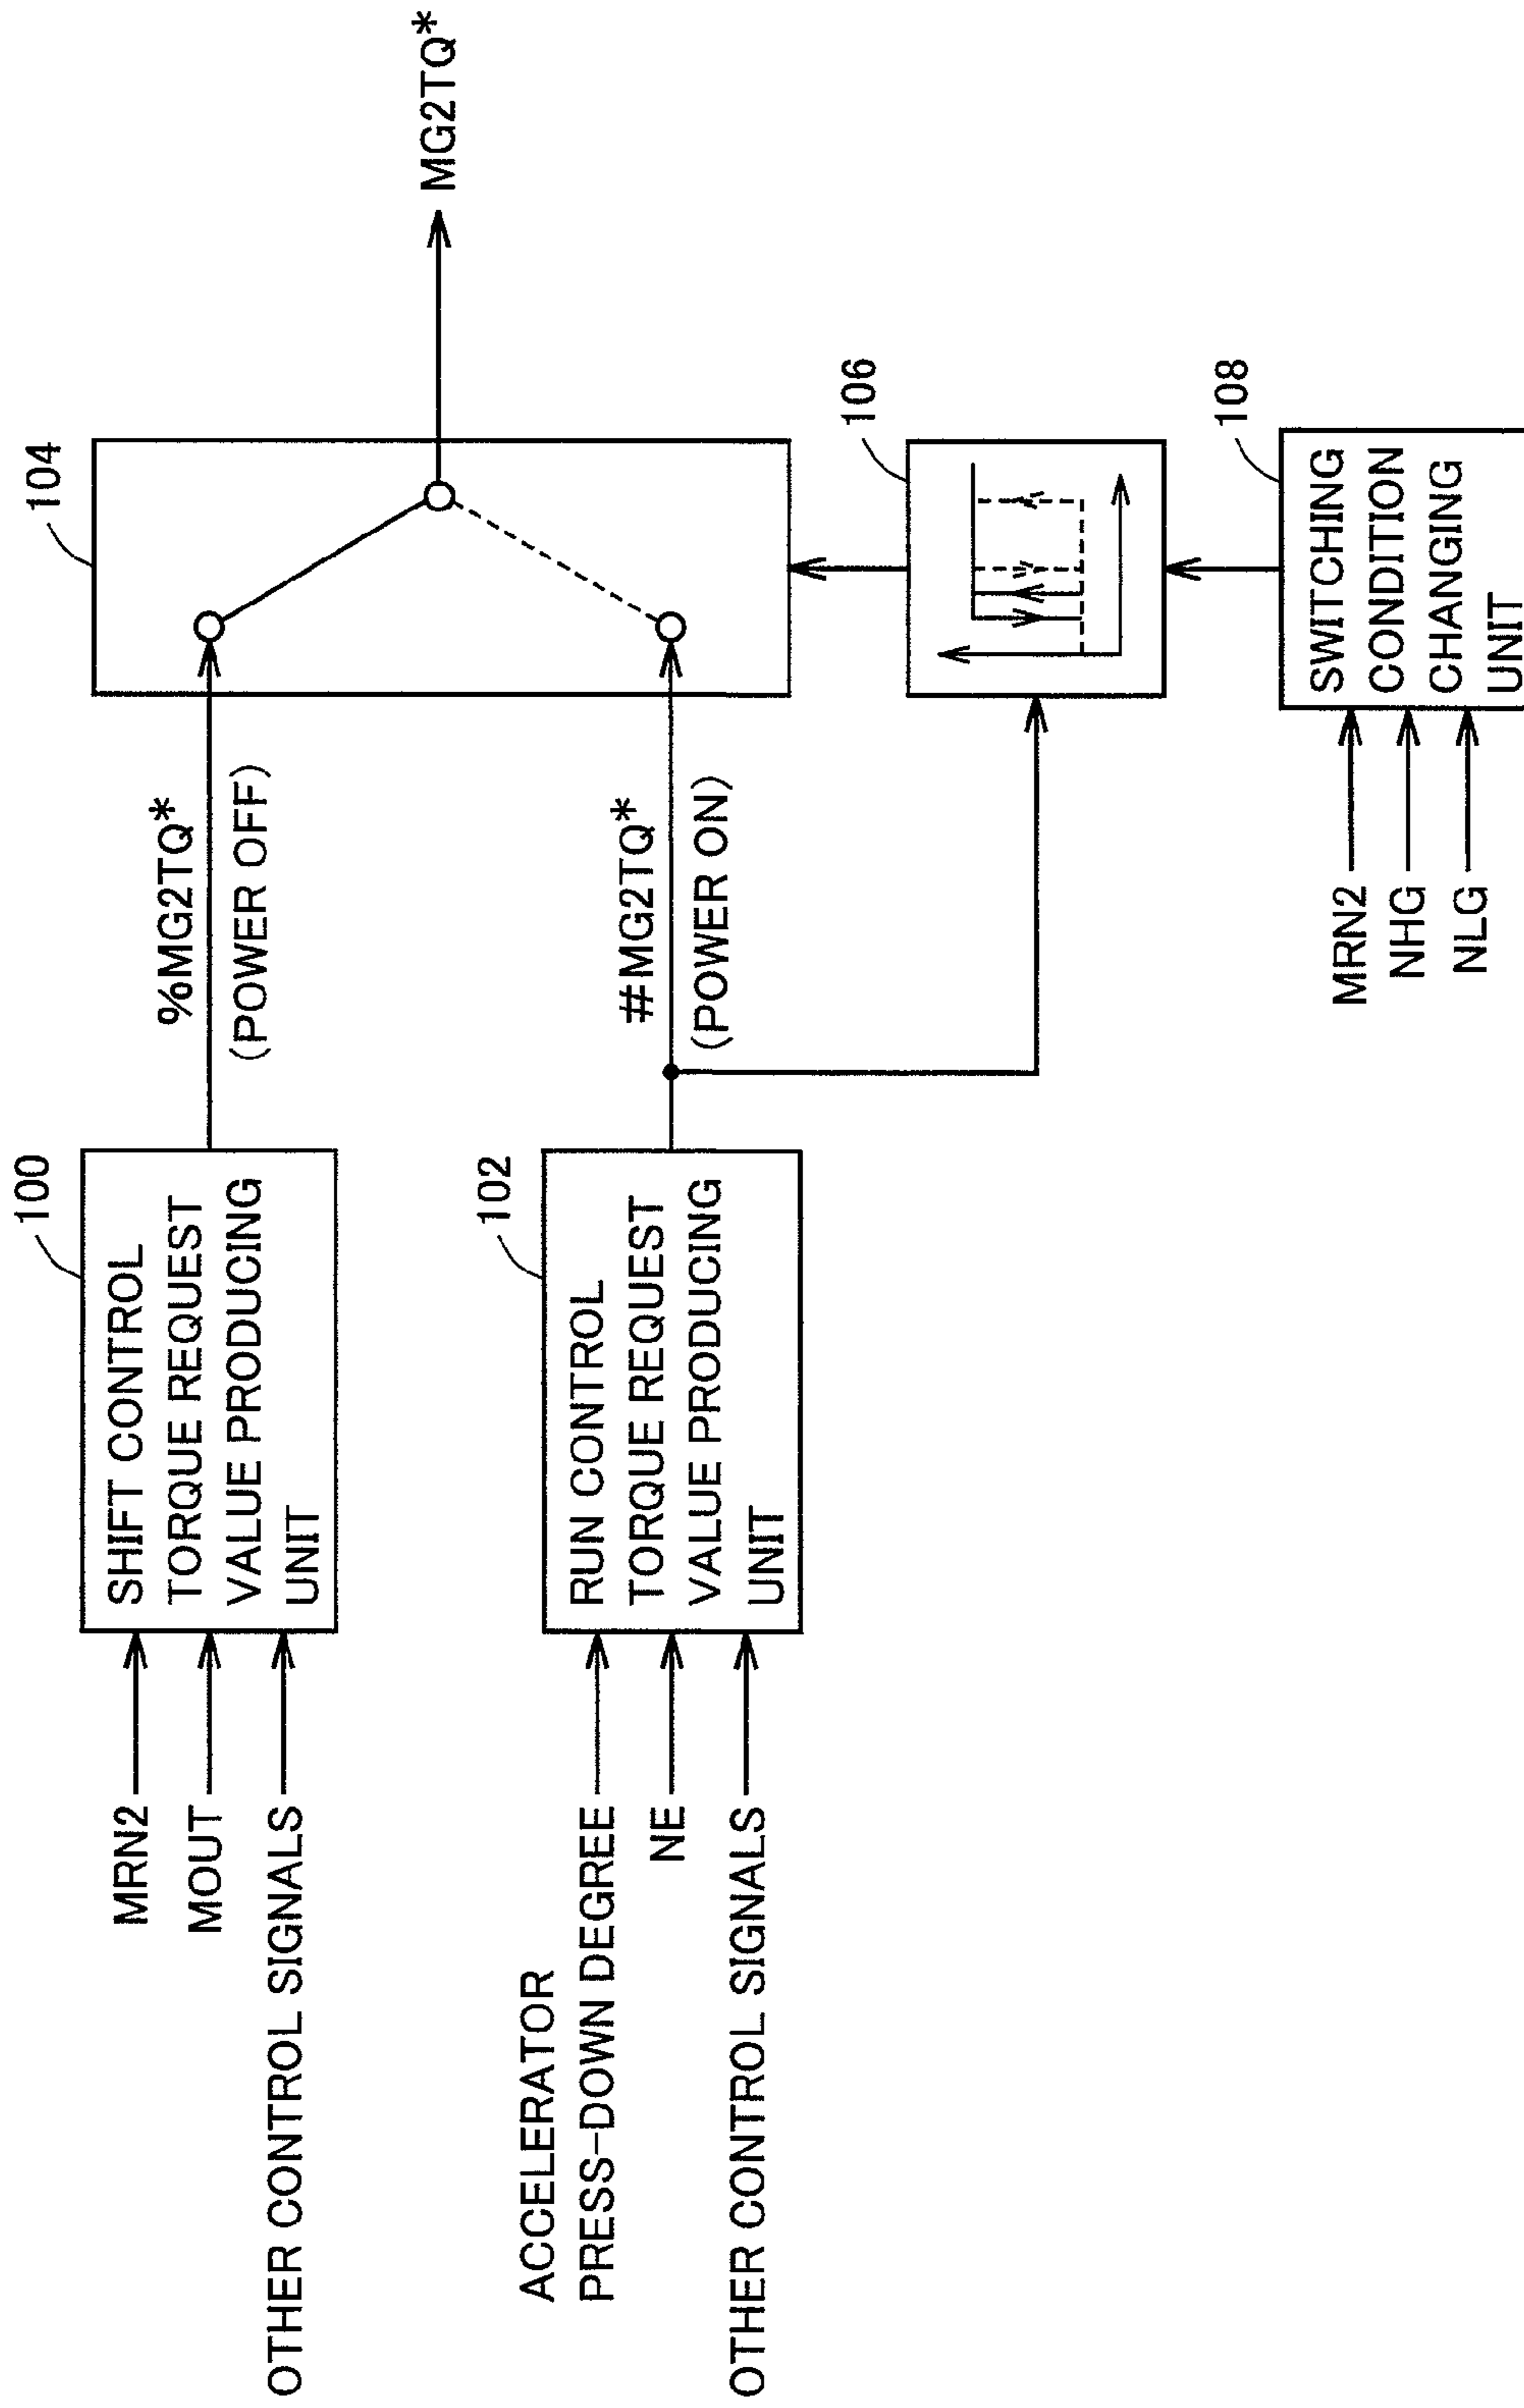 100
MRN2
MOUT
OTHER CONTROL SIGNALS
SHIFT CONTROL
TORQUE REQUEST
VALUE PRODUCING
UNIT
%MG2TQ*
(POWER OFF)
104
MG2TQ*
102
ACCELERATOR
PRESS-DOWN DEGREE
NE
OTHER CONTROL SIGNALS
RUN CONTROL
TORQUE REQUEST
VALUE PRODUCING
UNIT
#MG2TQ*
(POWER ON)
106
108
MRN2
NHG
NLG
SWITCHING
CONDITION
CHANGING
UNIT